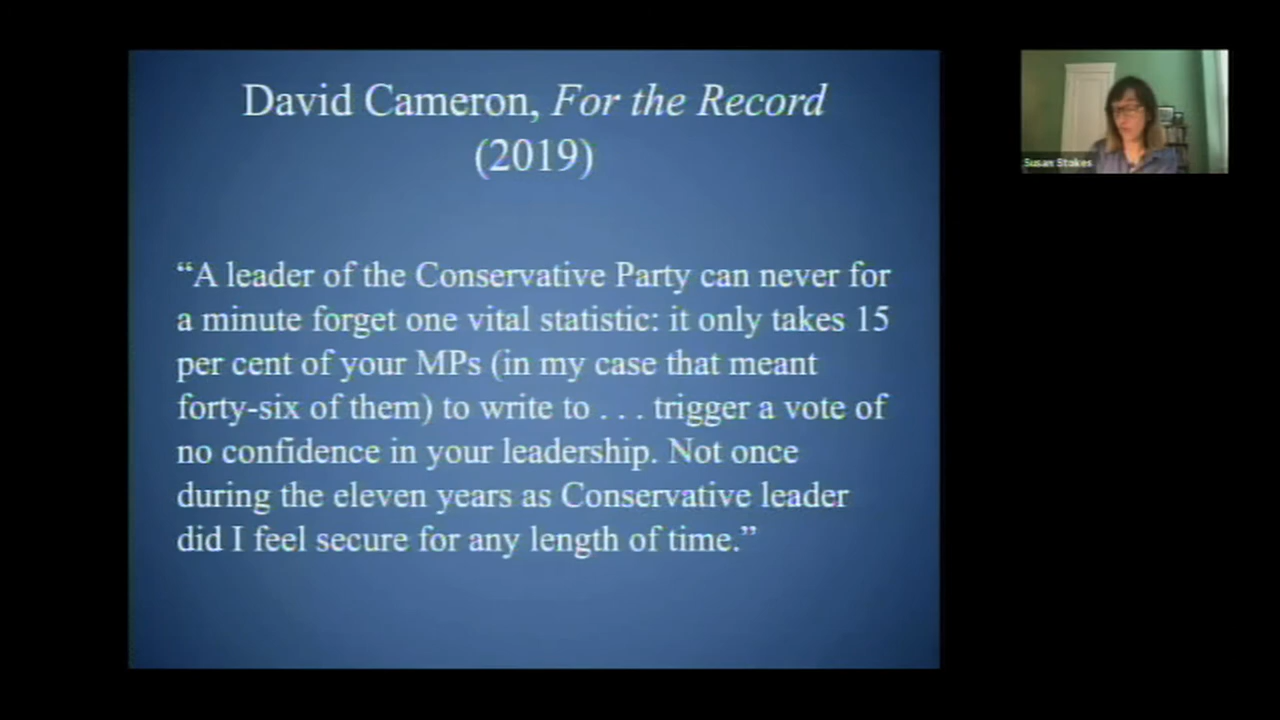 David Cameron, For the Record
(2019)
“A leader of the Conservative Party can never for
a minute forget one vital statistic: it only takes 15
per cent of your MPs (in my case that meant
forty-six of them) to write to . . . trigger a vote of
no confidence in your leadership. Not once
during the eleven years as Conservative leader
did I feel secure for any length of time.”
Susan Stokes